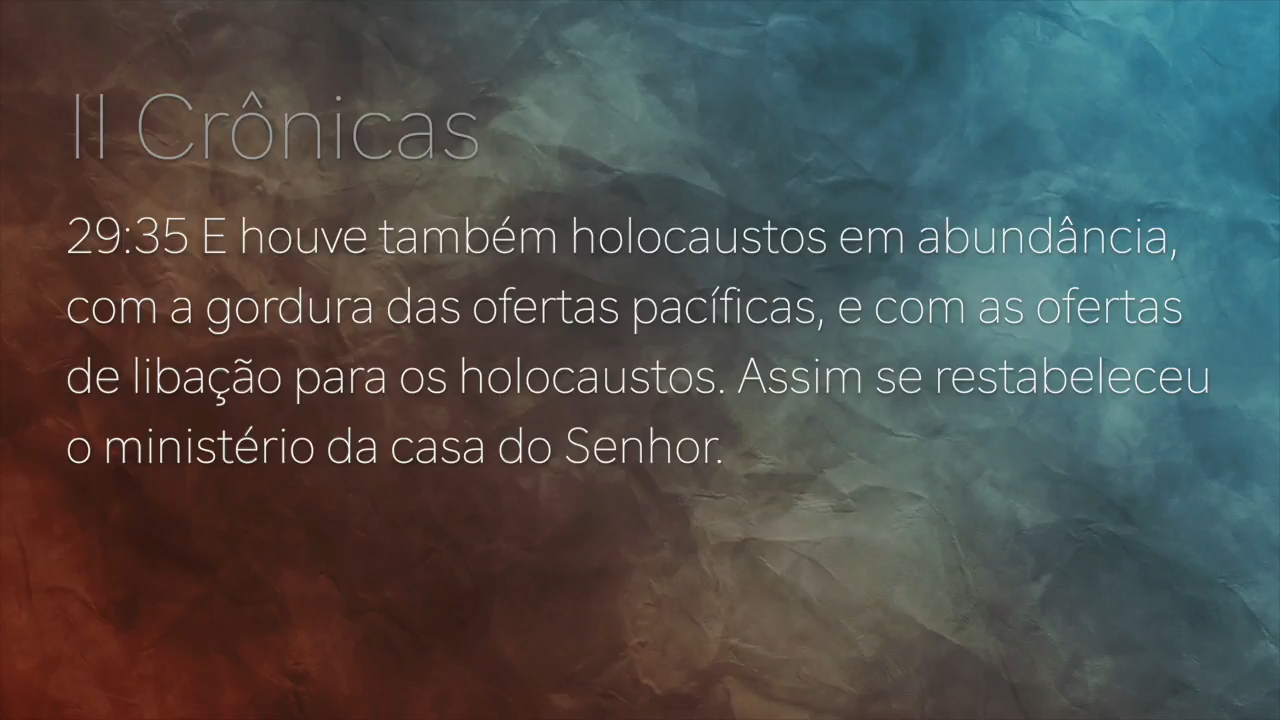 II Crônicas
29:35 E houve também holocaustos em abundância,
com a gordura das ofertas pacíficas, e com as ofertas
de libação para os holocaustos. Assim se restabeleceu
o ministério da casa do Senhor.